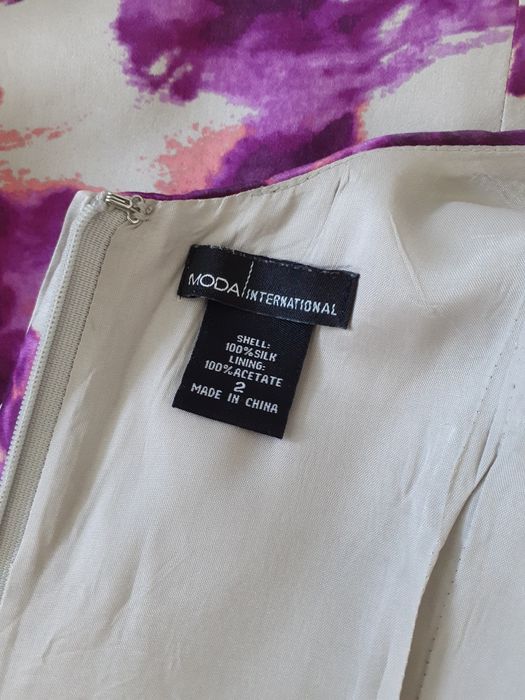 MODA INTERNATIONAL
SHELL:
100% SILK
LINING:
100% ACETATE
2
MADE IN CHINA